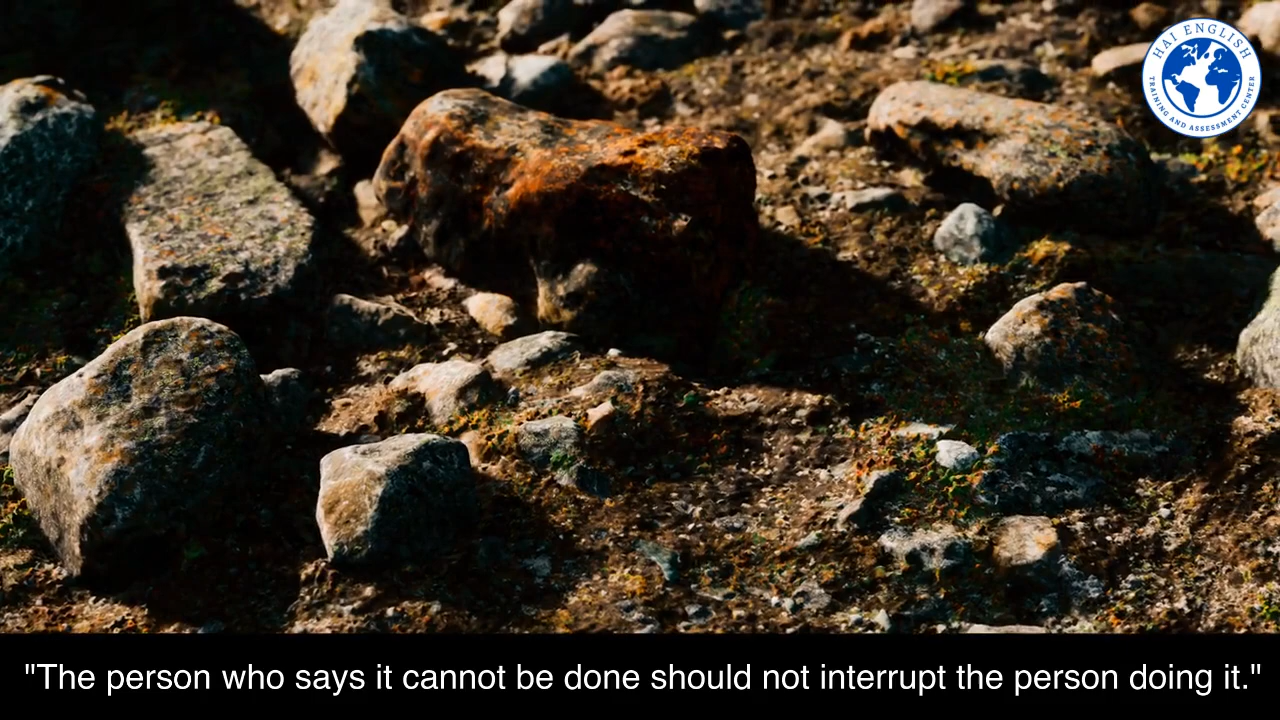 HAI ENGLISH
TRAINING AND ASSESSMENT CENTER
"The person who says it cannot be done should not interrupt the person doing it."